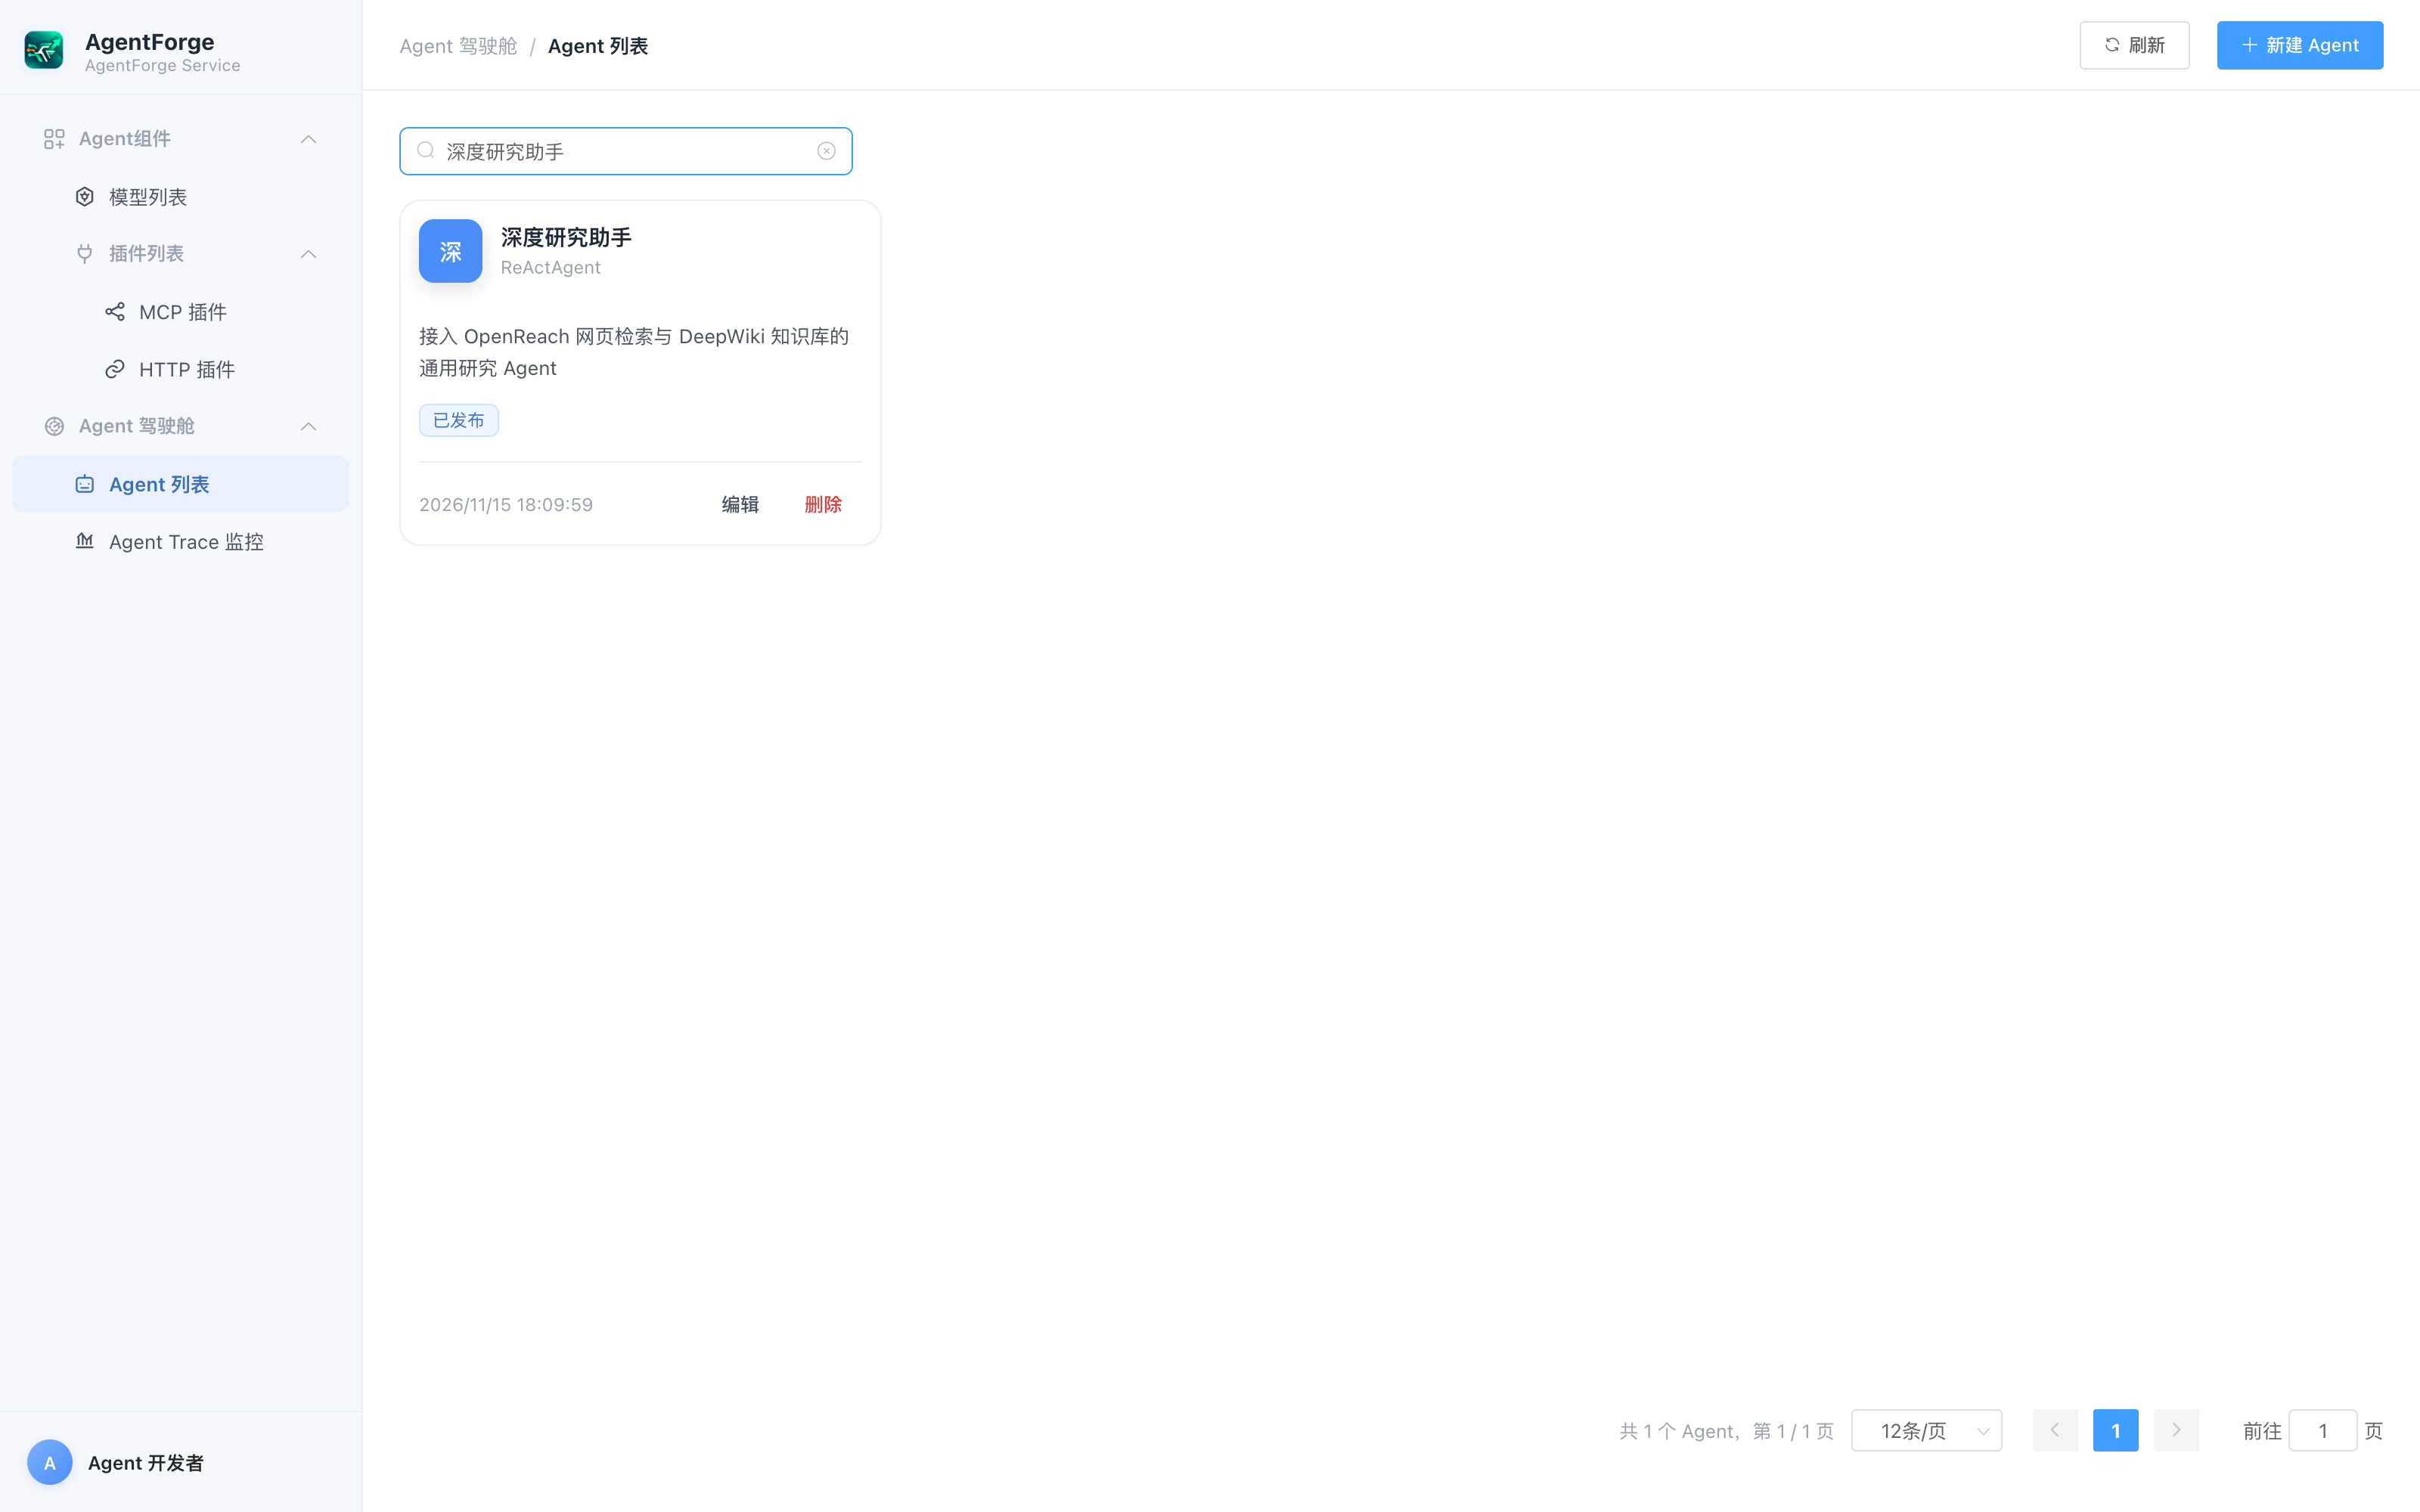 AgentForge
AgentForge Service
Agent组件
模型列表
插件列表
MCP 插件
HTTP 插件
Agent 驾驶舱
Agent 列表
Agent Trace 监控
A
Agent 开发者
Agent 驾驶舱 / Agent 列表
刷新
新建 Agent
深度研究助手
深
深度研究助手
ReActAgent
接入 OpenReach 网页检索与 DeepWiki 知识库的
通用研究 Agent
已发布
2026/11/15 18:09:59
编辑
删除
共 1 个 Agent，第 1 / 1 页
12条/页
1
前往 1 页